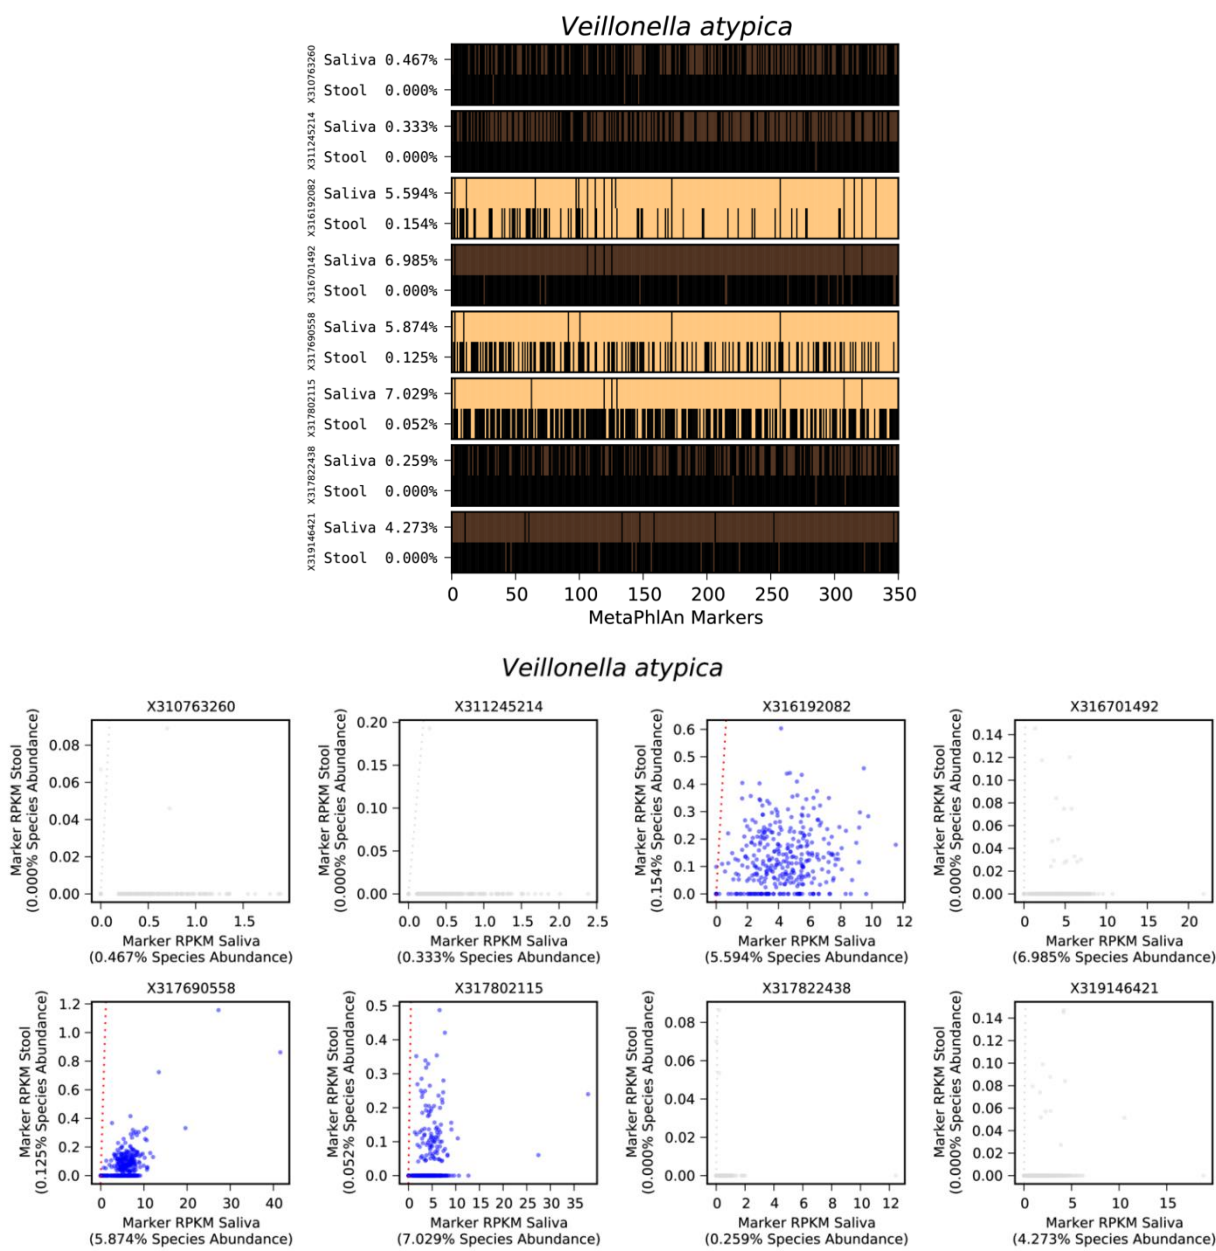 Veillonella atypica
X310763260
Saliva 0.467%
Stool 0.000%
X311245214
Saliva 0.333%
Stool 0.000%
X316192082
Saliva 5.594%
Stool 0.154%
X316701492
Saliva 6.985%
Stool 0.000%
X317690558
Saliva 5.874%
Stool 0.125%
X317802115
Saliva 7.029%
Stool 0.052%
X317822438
Saliva 0.259%
Stool 0.000%
X319146421
Saliva 4.273%
Stool 0.000%
0 50 100 150 200 250 300 350
MetaPhlAn Markers
Veillonella atypica
X310763260
Marker RPKM Stool
(0.000% Species Abundance)
0.08
0.06
0.04
0.02
0.00
0.0 0.5 1.0 1.5
Marker RPKM Saliva
(0.467% Species Abundance)
X311245214
Marker RPKM Stool
(0.000% Species Abundance)
0.20
0.15
0.10
0.05
0.00
0.0 0.5 1.0 1.5 2.0 2.5
Marker RPKM Saliva
(0.333% Species Abundance)
X316192082
Marker RPKM Stool
(0.154% Species Abundance)
0.6
0.5
0.4
0.3
0.2
0.1
0.0
0 2 4 6 8 10 12
Marker RPKM Saliva
(5.594% Species Abundance)
X316701492
Marker RPKM Stool
(0.000% Species Abundance)
0.14
0.12
0.10
0.08
0.06
0.04
0.02
0.00
0 5 10 15 20
Marker RPKM Saliva
(6.985% Species Abundance)
X317690558
Marker RPKM Stool
(0.125% Species Abundance)
1.2
1.0
0.8
0.6
0.4
0.2
0.0
0 10 20 30 40
Marker RPKM Saliva
(5.874% Species Abundance)
X317802115
Marker RPKM Stool
(0.052% Species Abundance)
0.5
0.4
0.3
0.2
0.1
0.0
0 5 10 15 20 25 30 35
Marker RPKM Saliva
(7.029% Species Abundance)
X317822438
Marker RPKM Stool
(0.000% Species Abundance)
0.08
0.06
0.04
0.02
0.00
0 2 4 6 8 10 12
Marker RPKM Saliva
(0.259% Species Abundance)
X319146421
Marker RPKM Stool
(0.000% Species Abundance)
0.14
0.12
0.10
0.08
0.06
0.04
0.02
0.00
0 5 10 15
Marker RPKM Saliva
(4.273% Species Abundance)